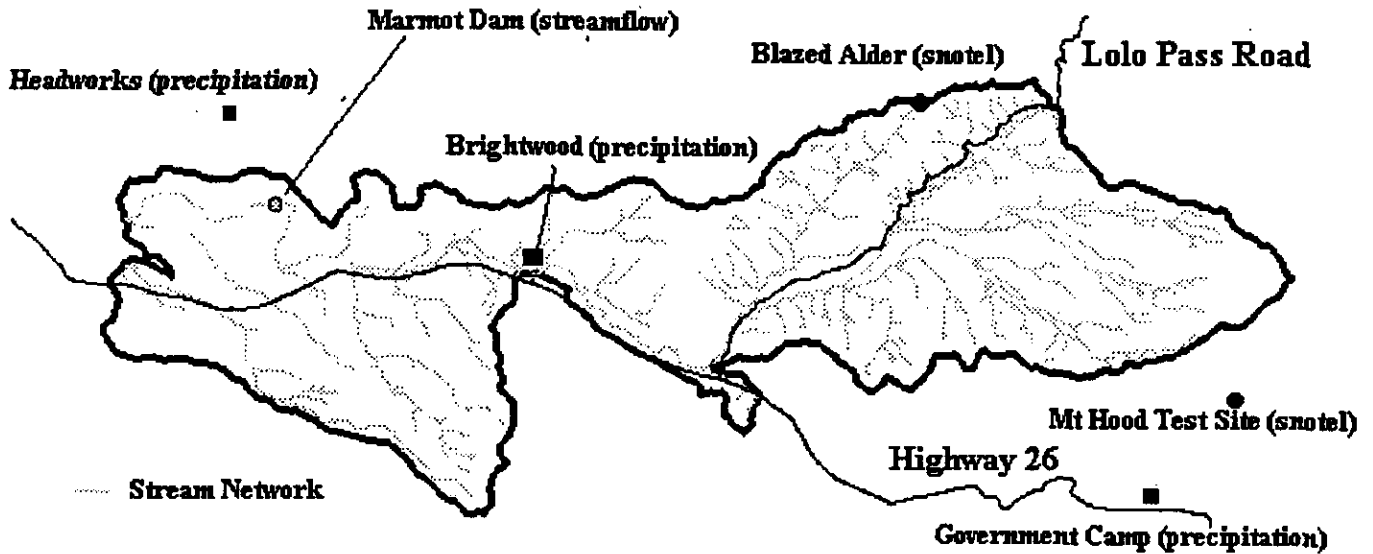 Marmot Dam (streamflow)
Blazed Alder (snotel)
Lolo Pass Road
Headworks (precipitation)
Brightwood (precipitation)
Mt Hood Test Site (snotel)
Highway 26
Stream Network
Government Camp (precipitation)